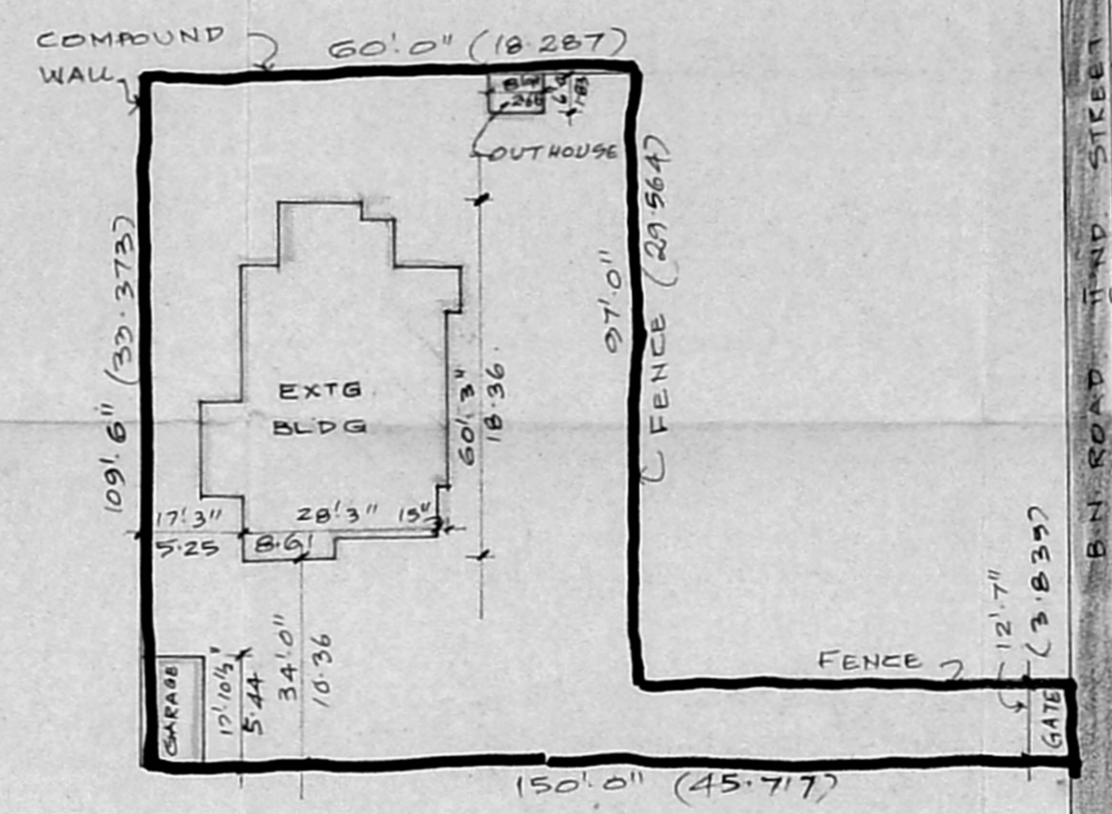 COMPOUND
WALL
60'.0" (18.287)
OUTHOUSE
109'.6" (33.373)
97'.0"
FENCE (29.564)
EXTG
BLDG
60'.3"
18.36
17'.3"
5.25
28'.3"
8.61
15"
34'.0"
10.36
GARAGE
17'.10½"
5.44
FENCE
12'.7"
(3.835)
GATE
150'.0" (45.717)
BN ROAD IIND STREET